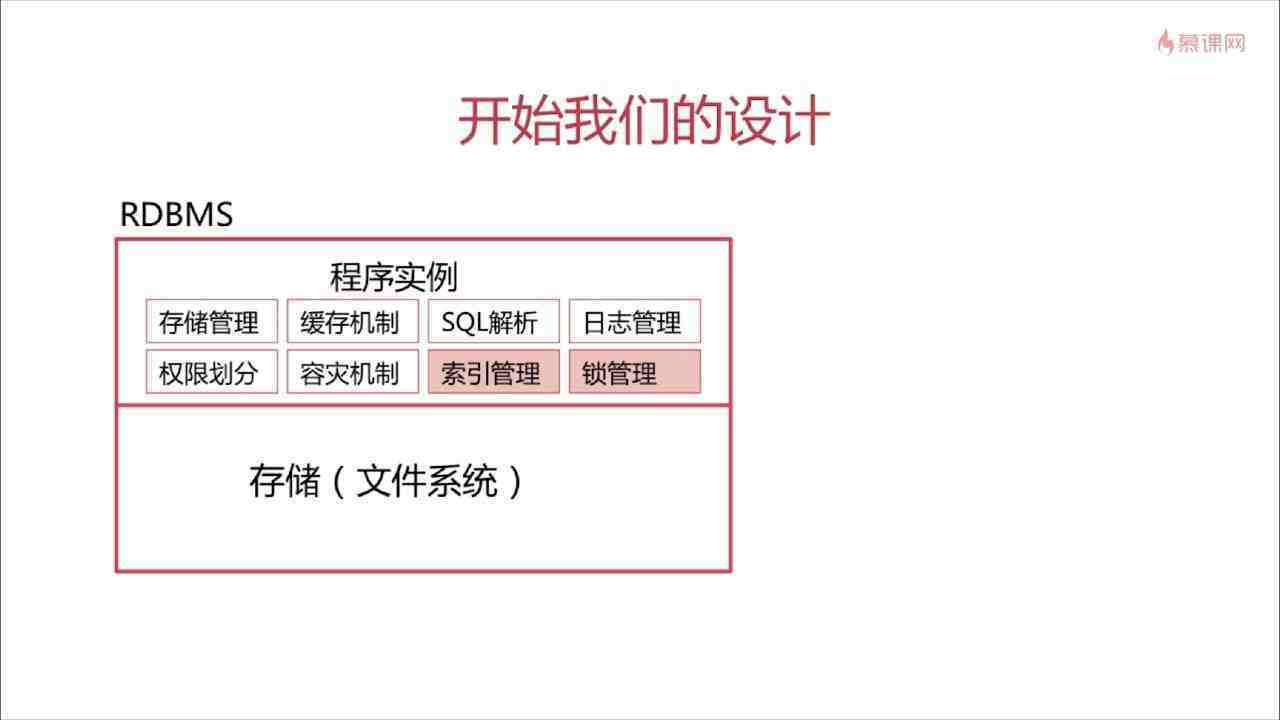 慕课网
开始我们的设计
RDBMS
程序实例
存储管理 缓存机制 SQL解析 日志管理
权限划分 容灾机制 索引管理 锁管理
存储（文件系统）